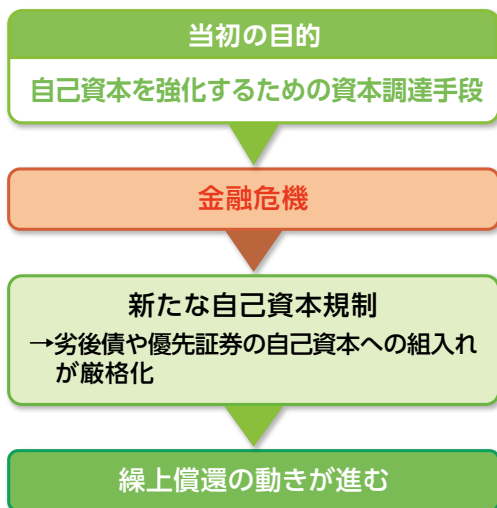 当初の目的
自己資本を強化するための資本調達手段
金融危機
新たな自己資本規制
→劣後債や優先証券の自己資本への組入れ
が厳格化
繰上償還の動きが進む